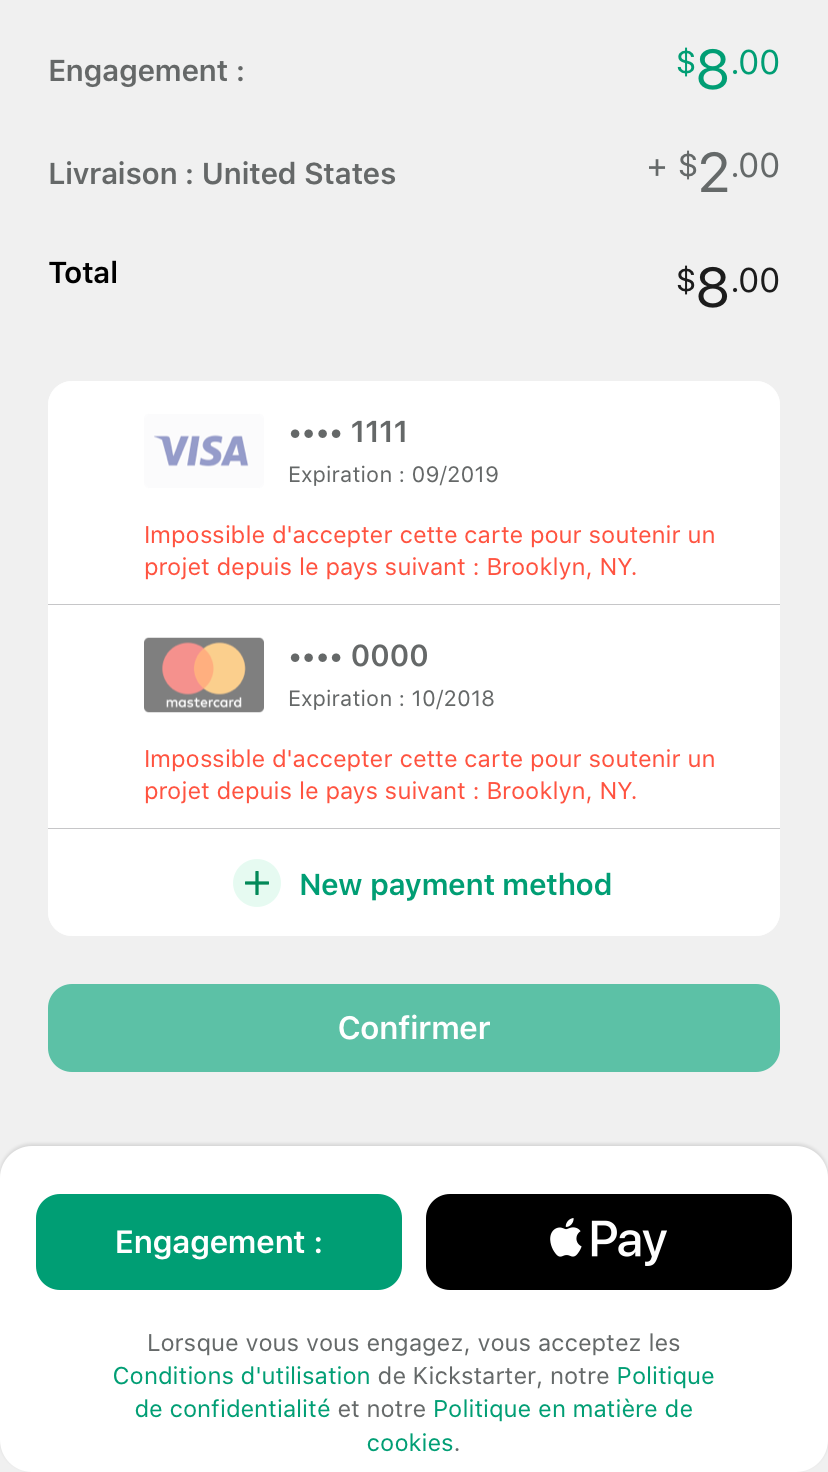 Engagement : $8.00
Livraison : United States + $2.00
Total $8.00
VISA •••• 1111
Expiration : 09/2019
Impossible d'accepter cette carte pour soutenir un
projet depuis le pays suivant : Brooklyn, NY.
•••• 0000
mastercard Expiration : 10/2018
Impossible d'accepter cette carte pour soutenir un
projet depuis le pays suivant : Brooklyn, NY.
+ New payment method
Confirmer
Engagement : Pay
Lorsque vous vous engagez, vous acceptez les
Conditions d'utilisation de Kickstarter, notre Politique
de confidentialité et notre Politique en matière de
cookies.